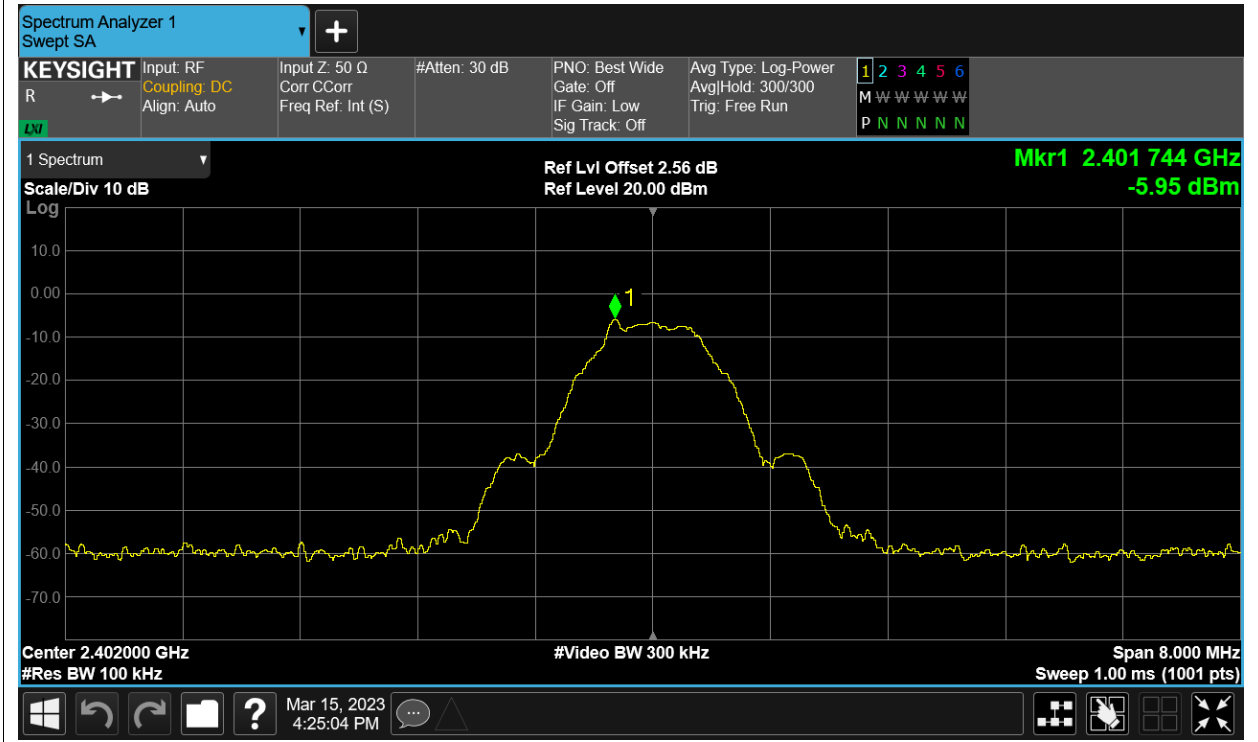 Spectrum Analyzer 1
Swept SA
KEYSIGHT
R
LXI
Input: RF
Coupling: DC
Align: Auto
Input Z: 50 Ω
Corr CCorr
Freq Ref: Int (S)
#Atten: 30 dB
PNO: Best Wide
Gate: Off
IF Gain: Low
Sig Track: Off
Avg Type: Log-Power
Avg|Hold: 300/300
Trig: Free Run
1 2 3 4 5 6
M W W W W W W
P N N N N N N
1 Spectrum
Scale/Div 10 dB
Log
Ref Lvl Offset 2.56 dB
Ref Level 20.00 dBm
Mkr1 2.401 744 GHz
-5.95 dBm
10.0
0.00
-10.0
-20.0
-30.0
-40.0
-50.0
-60.0
-70.0
1
Center 2.402000 GHz
#Res BW 100 kHz
#Video BW 300 kHz
Span 8.000 MHz
Sweep 1.00 ms (1001 pts)
?
Mar 15, 2023
4:25:04 PM